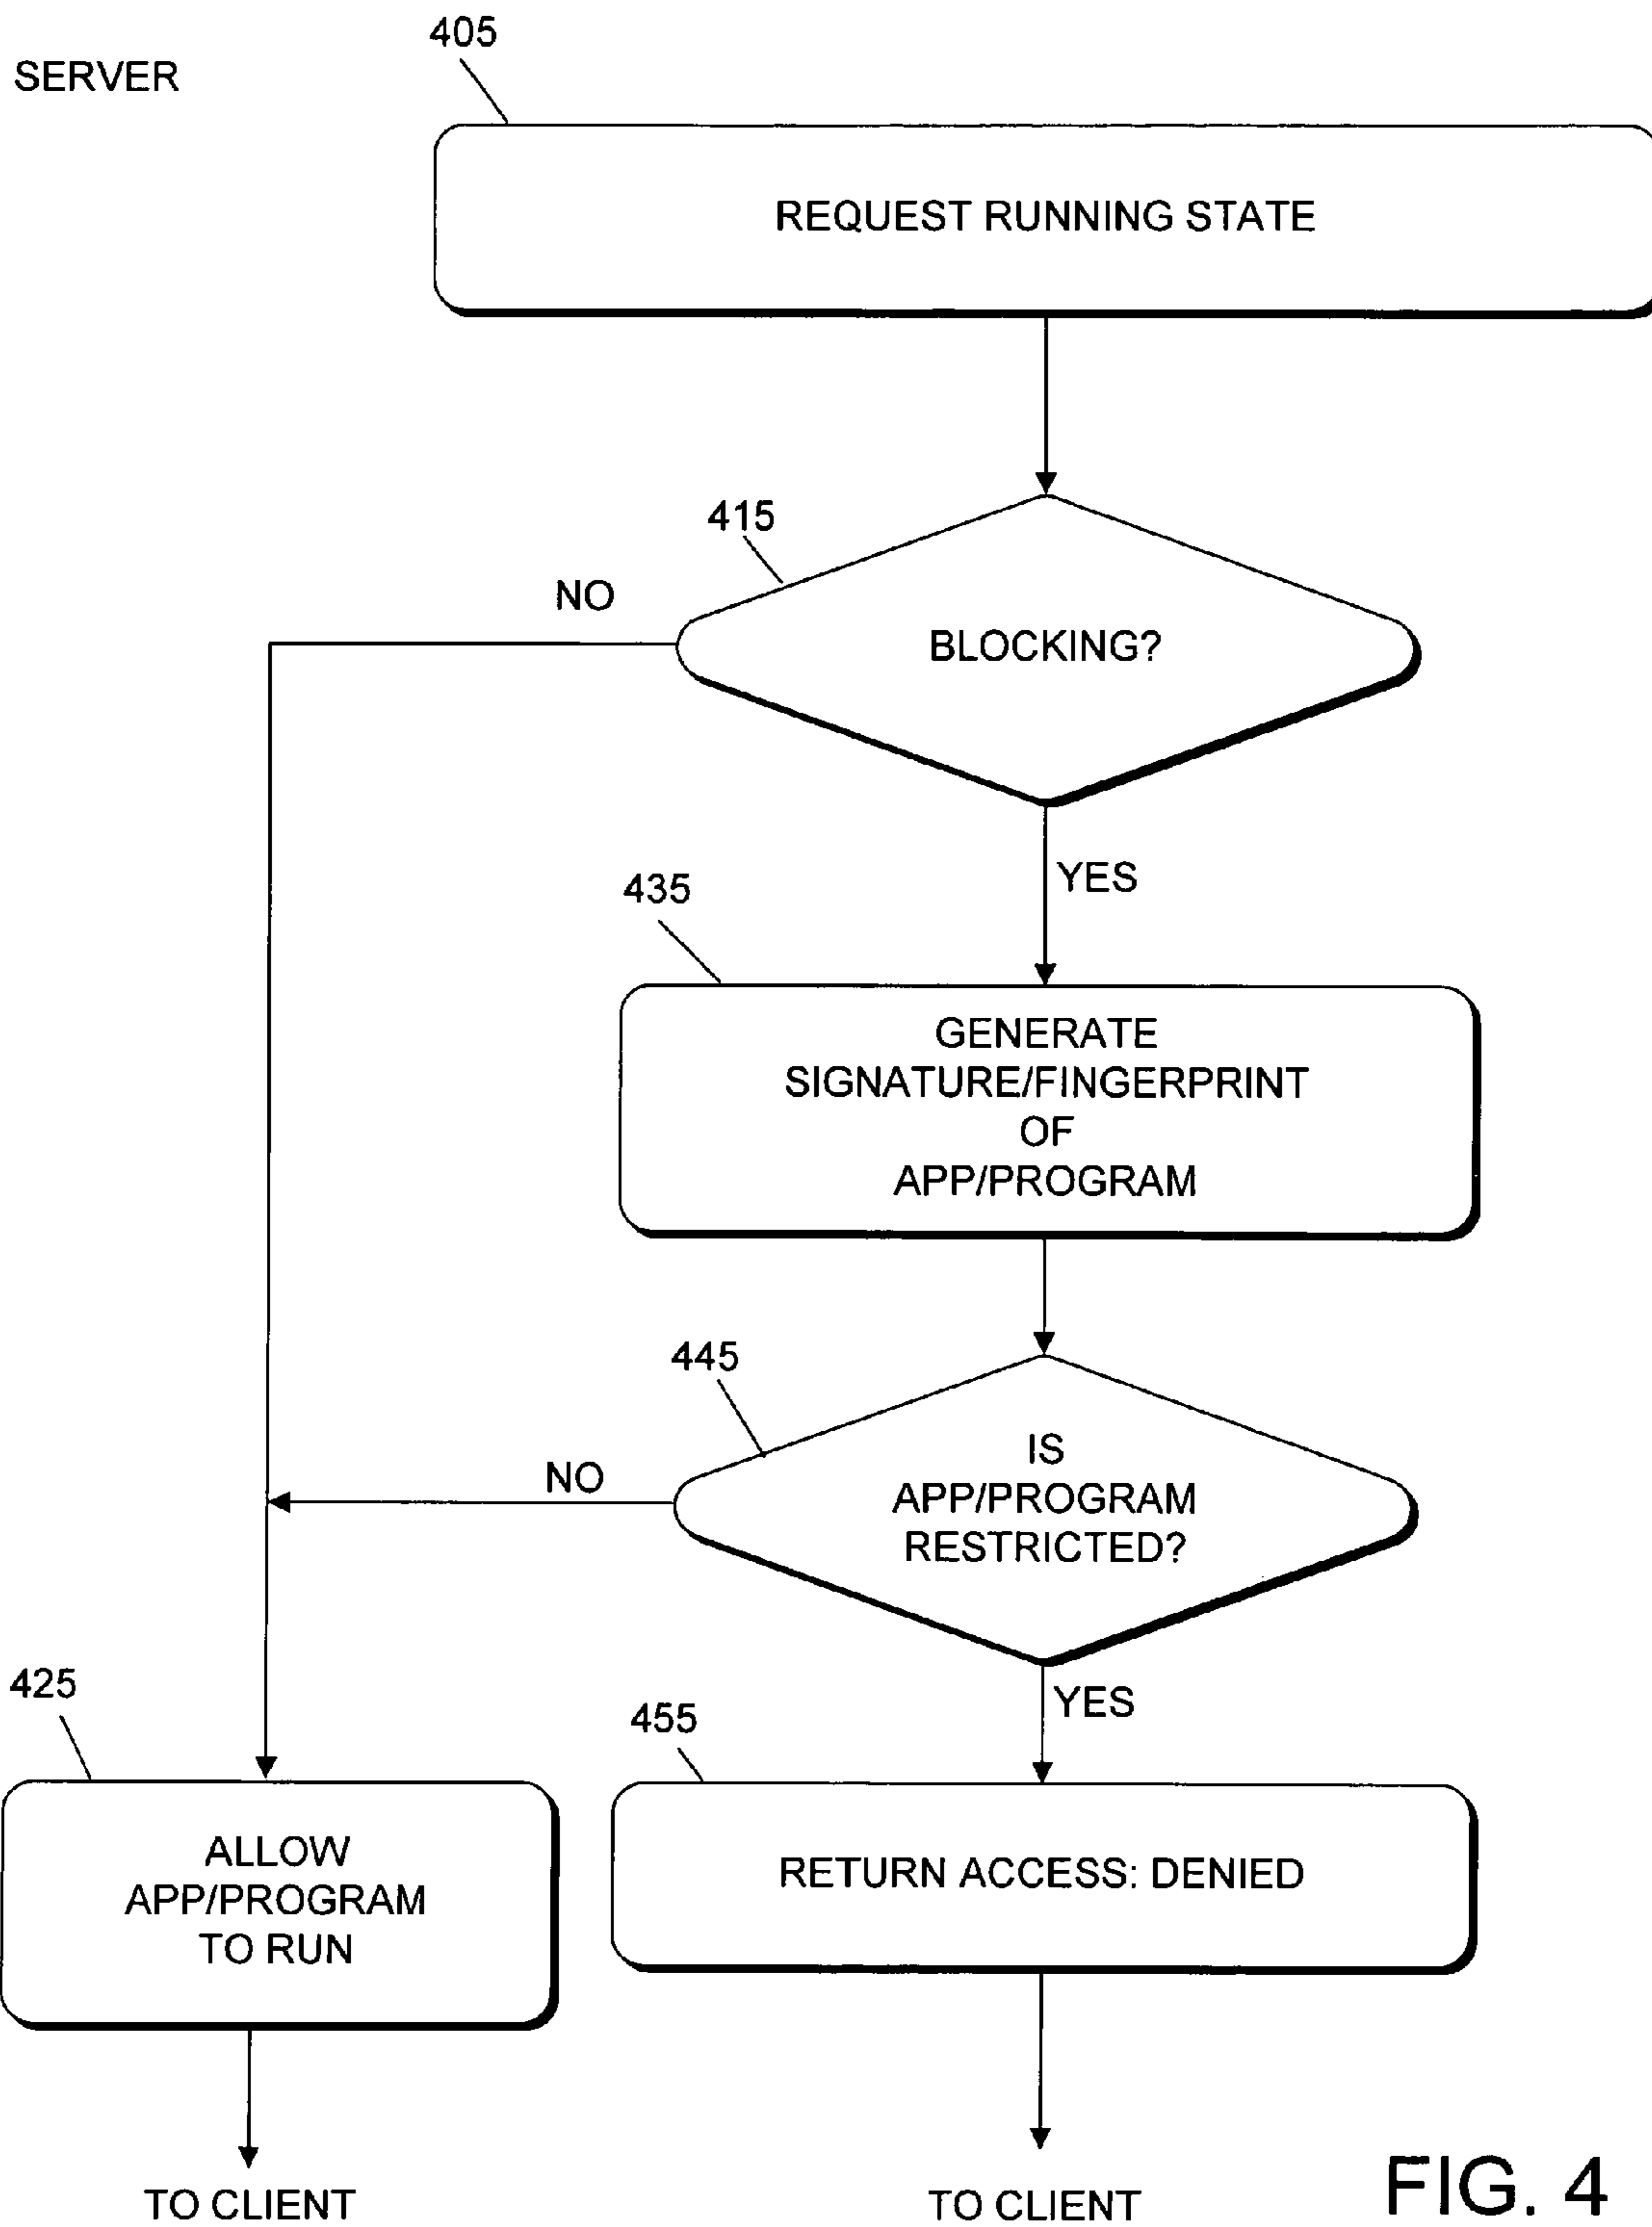 405
SERVER
REQUEST RUNNING STATE
415
NO
BLOCKING?
YES
435
GENERATE
SIGNATURE/FINGERPRINT
OF
APP/PROGRAM
445
NO
IS
APP/PROGRAM
RESTRICTED?
YES
425
455
ALLOW
APP/PROGRAM
TO RUN
RETURN ACCESS: DENIED
TO CLIENT
TO CLIENT
FIG. 4